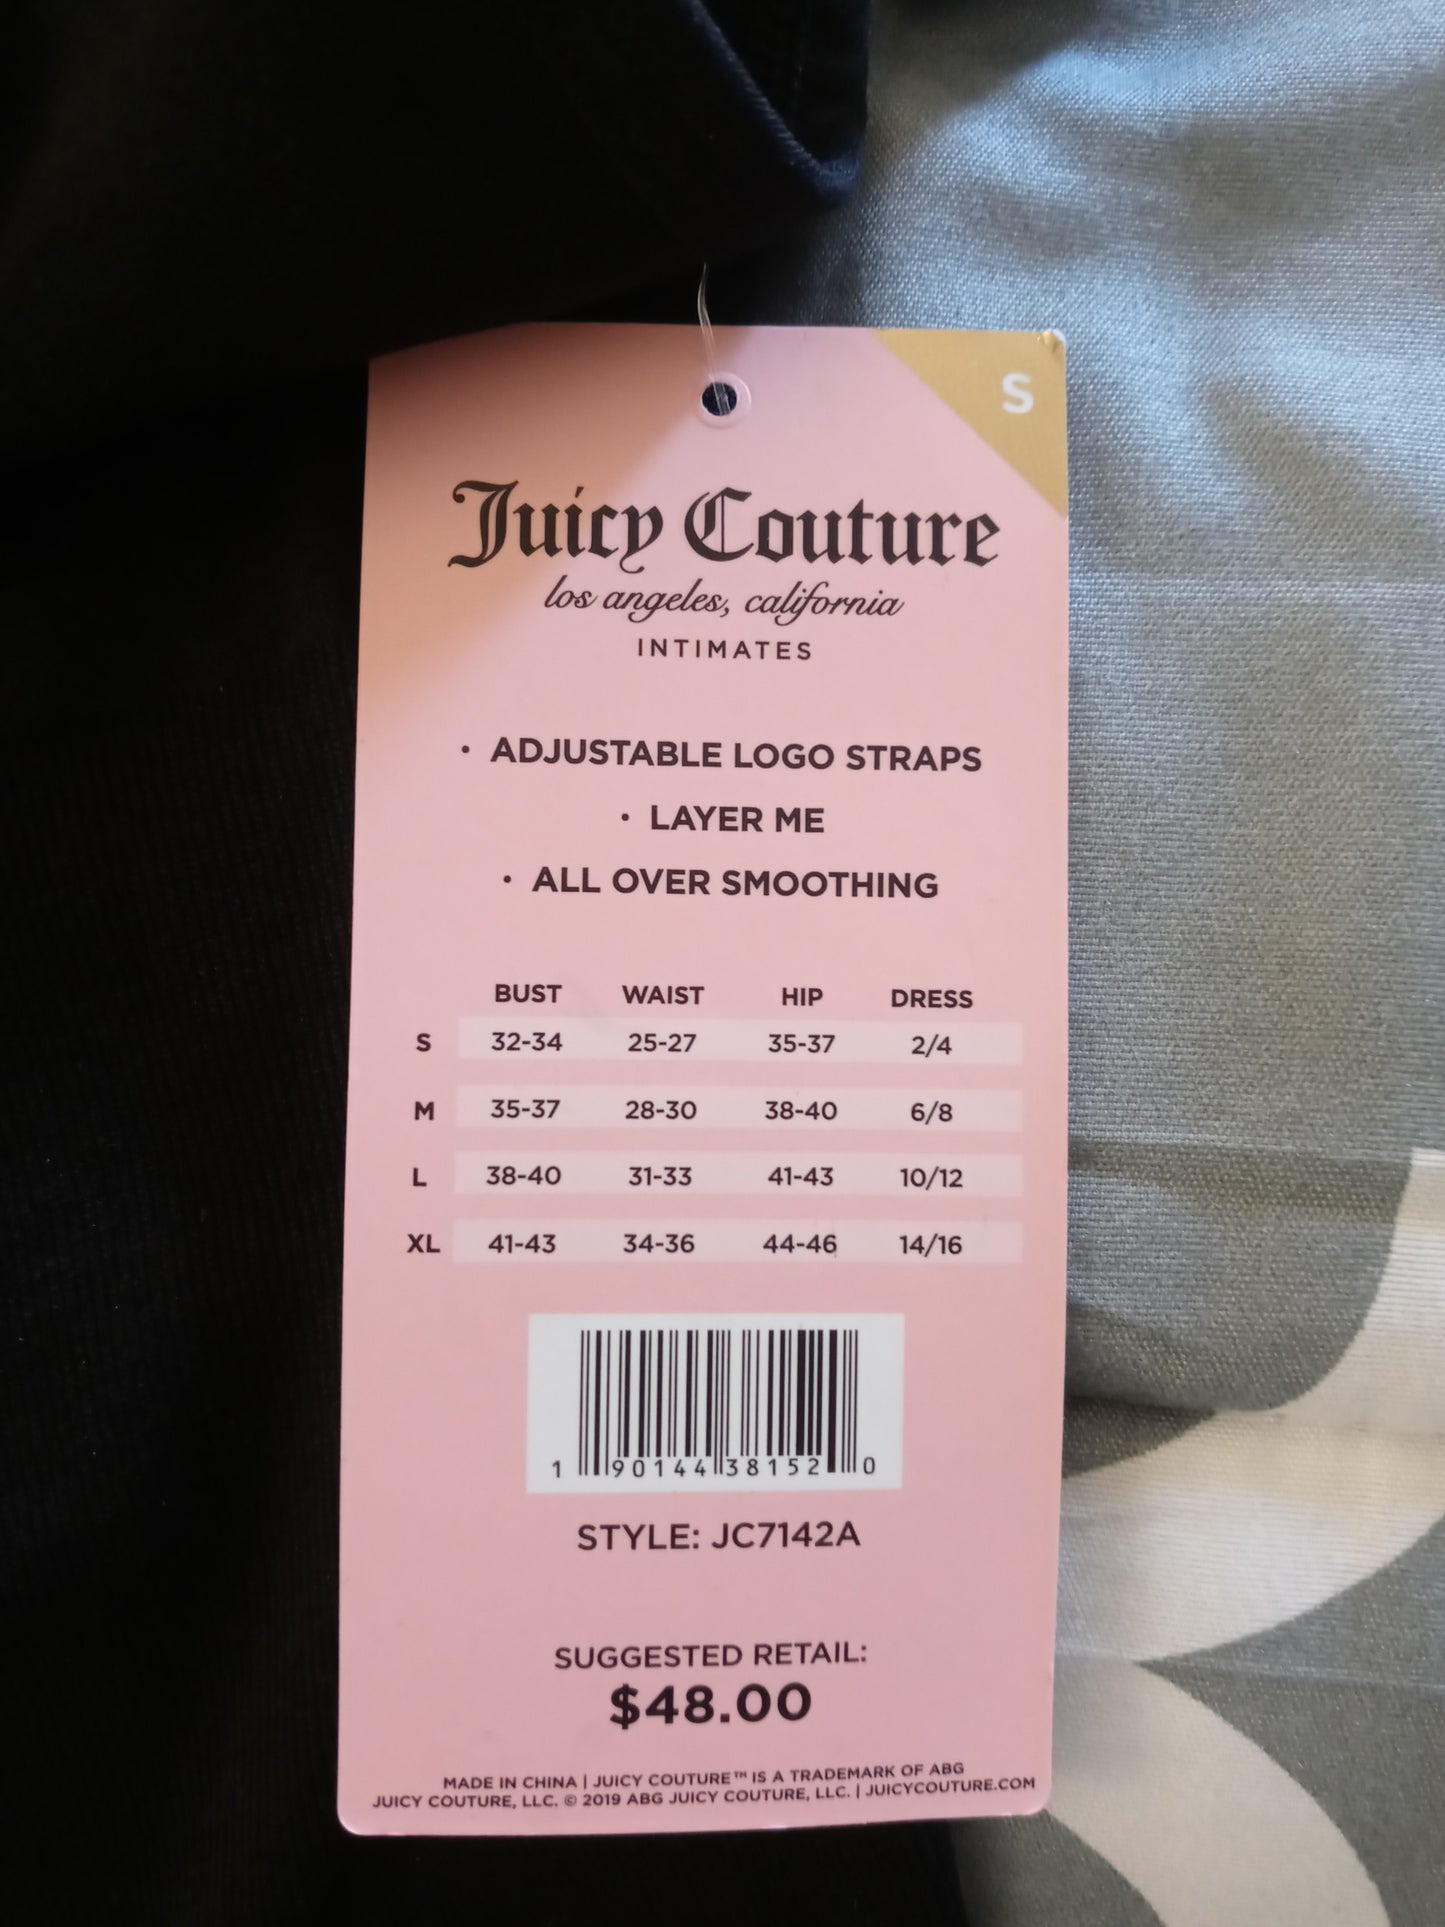 S
Juicy Couture
los angeles, california
INTIMATES
• ADJUSTABLE LOGO STRAPS
• LAYER ME
• ALL OVER SMOOTHING
BUST WAIST HIP DRESS
S 32-34 25-27 35-37 2/4
M 35-37 28-30 38-40 6/8
L 38-40 31-33 41-43 10/12
XL 41-43 34-36 44-46 14/16
1 90144 38152 0
STYLE: JC7142A
SUGGESTED RETAIL:
$48.00
MADE IN CHINA | JUICY COUTURE™ IS A TRADEMARK OF ABG
JUICY COUTURE, LLC. © 2019 ABG JUICY COUTURE, LLC. | JUICYCOUTURE.COM